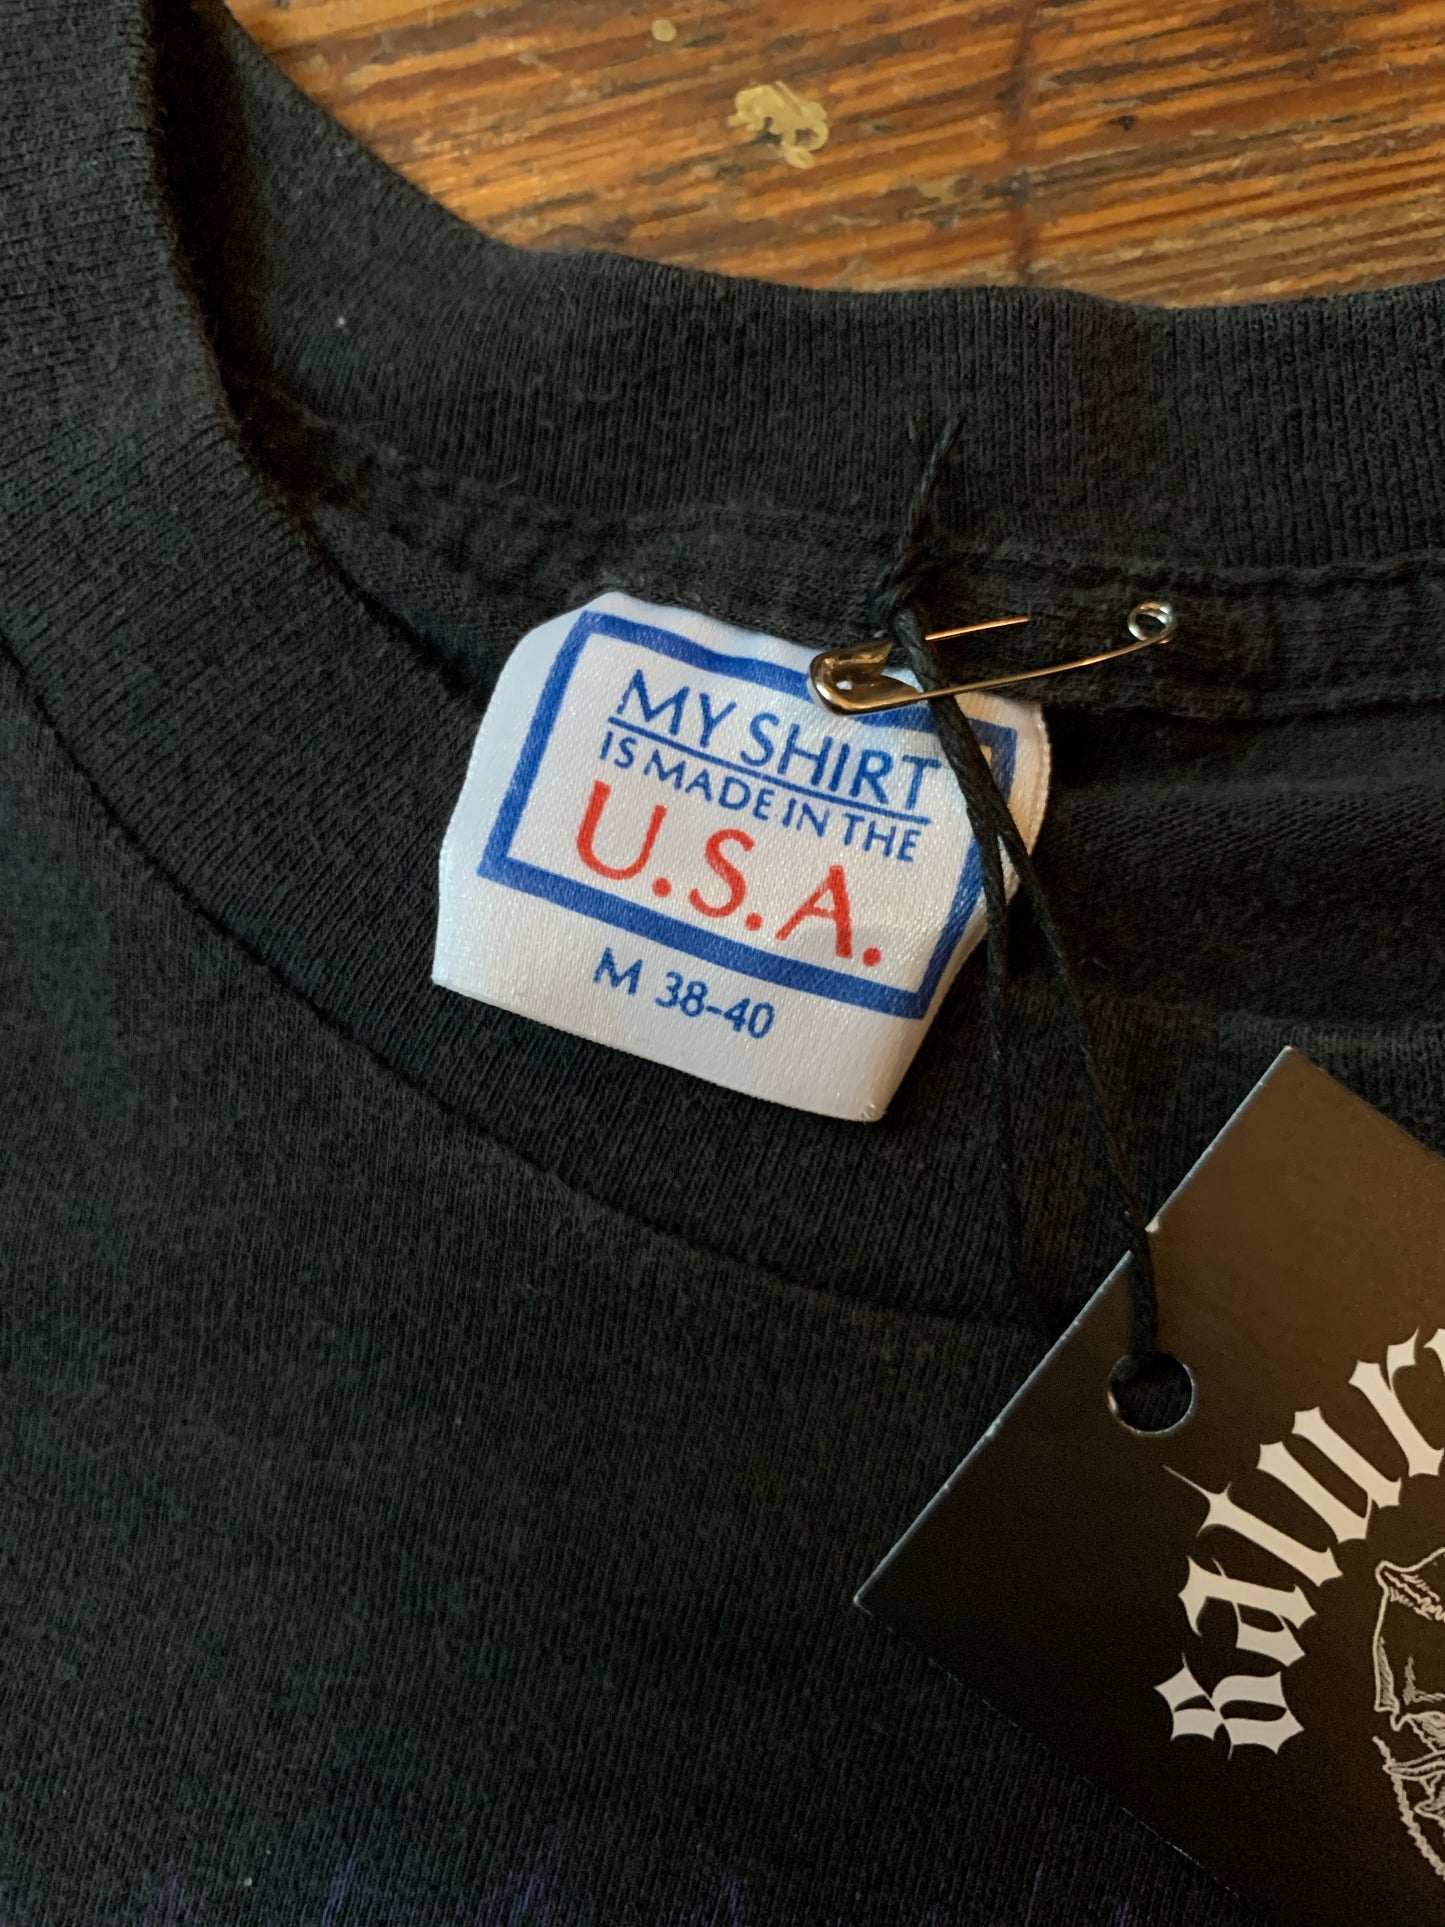 MY SHIRT
IS MADE IN THE
U.S.A.
M 38-40